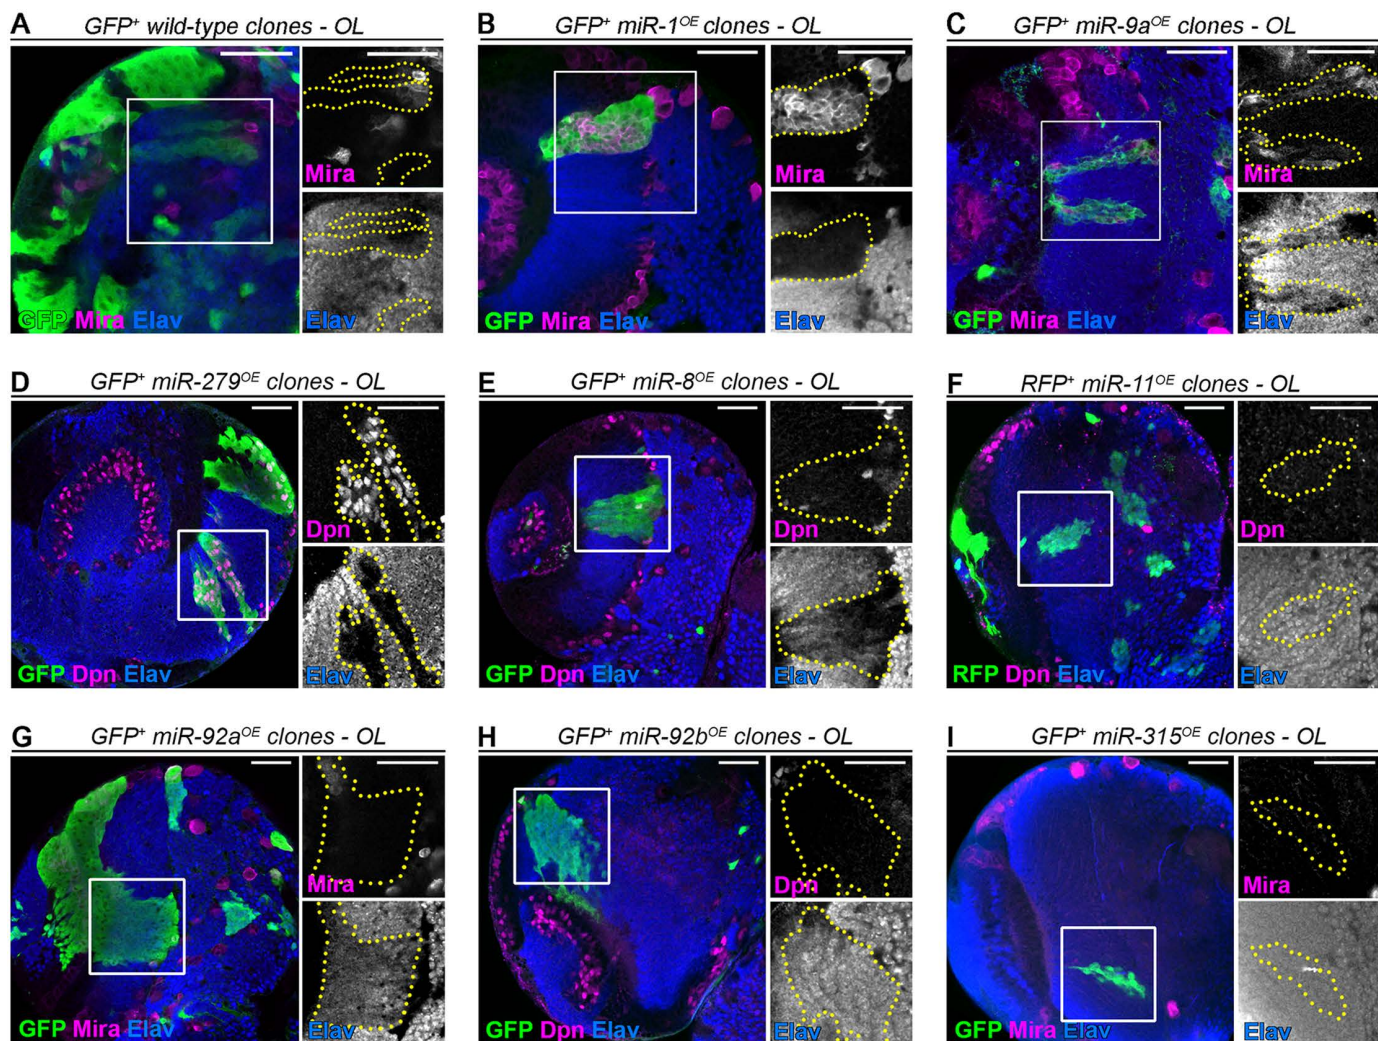 A GFP+ wild-type clones - OL
Mira
GFP Mira Elav
Elav
B GFP+ miR-1OE clones - OL
Mira
GFP Mira Elav
Elav
C GFP+ miR-9aOE clones - OL
Mira
GFP Mira Elav
Elav
D GFP+ miR-279OE clones - OL
Dpn
GFP Dpn Elav
Elav
E GFP+ miR-8OE clones - OL
Dpn
GFP Dpn Elav
Elav
F RFP+ miR-11OE clones - OL
Dpn
RFP Dpn Elav
Elav
G GFP+ miR-92aOE clones - OL
Mira
GFP Mira Elav
Elav
H GFP+ miR-92bOE clones - OL
Dpn
GFP Dpn Elav
Elav
I GFP+ miR-315OE clones - OL
Mira
GFP Mira Elav
Elav